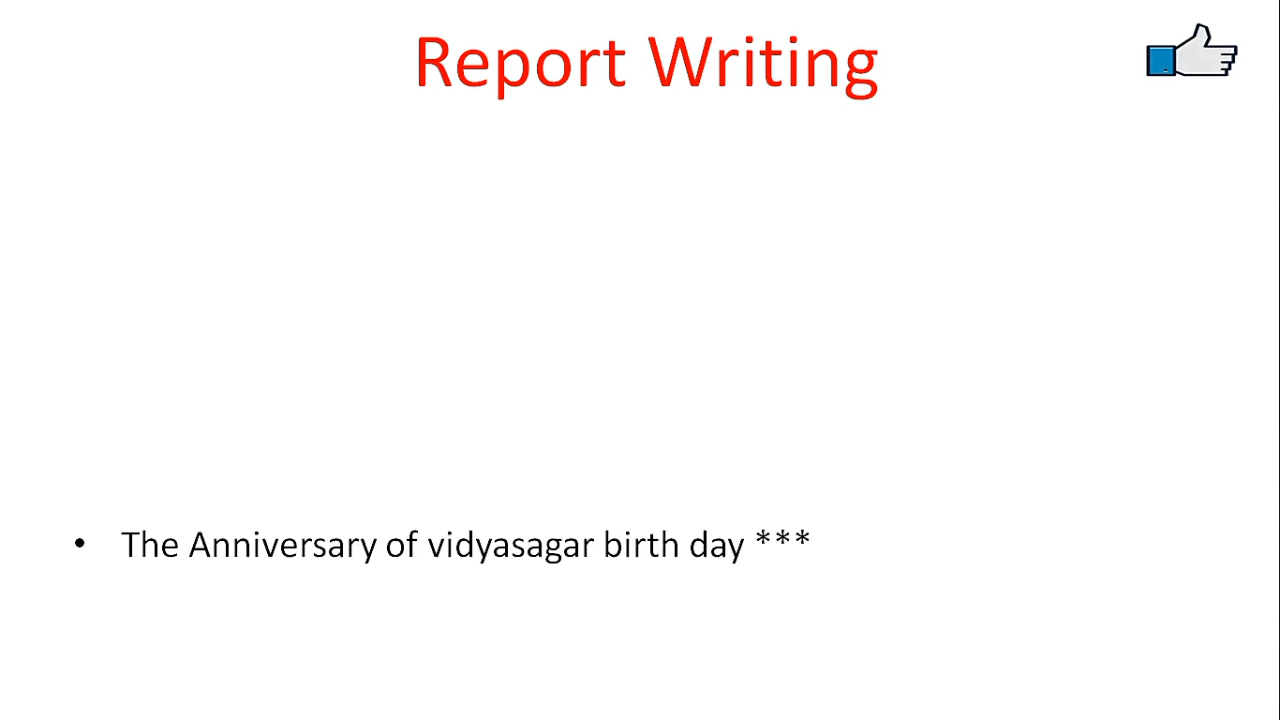 Report Writing
• The Anniversary of vidyasagar birth day ***